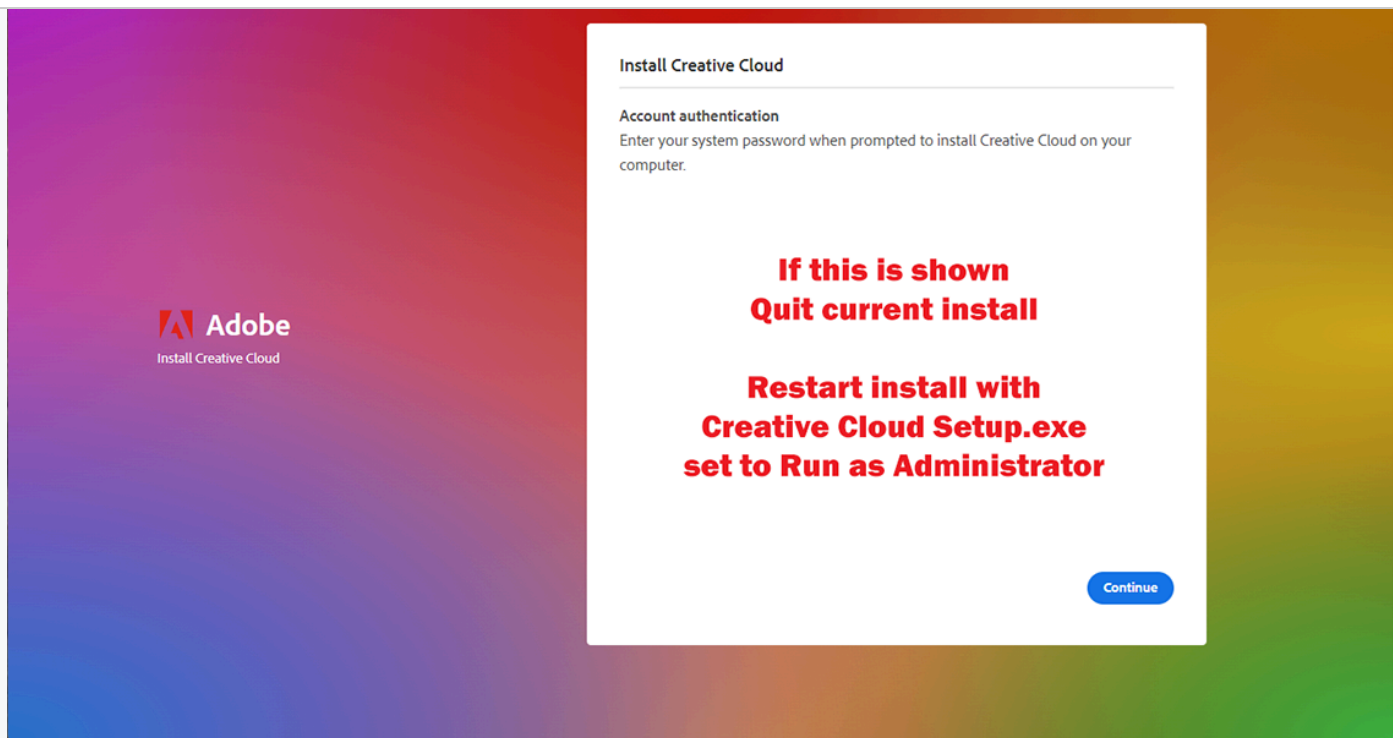 Install Creative Cloud
Account authentication
Enter your system password when prompted to install Creative Cloud on your
computer.
If this is shown
Quit current install
Restart install with
Creative Cloud Setup.exe
set to Run as Administrator
Adobe
Install Creative Cloud
Continue